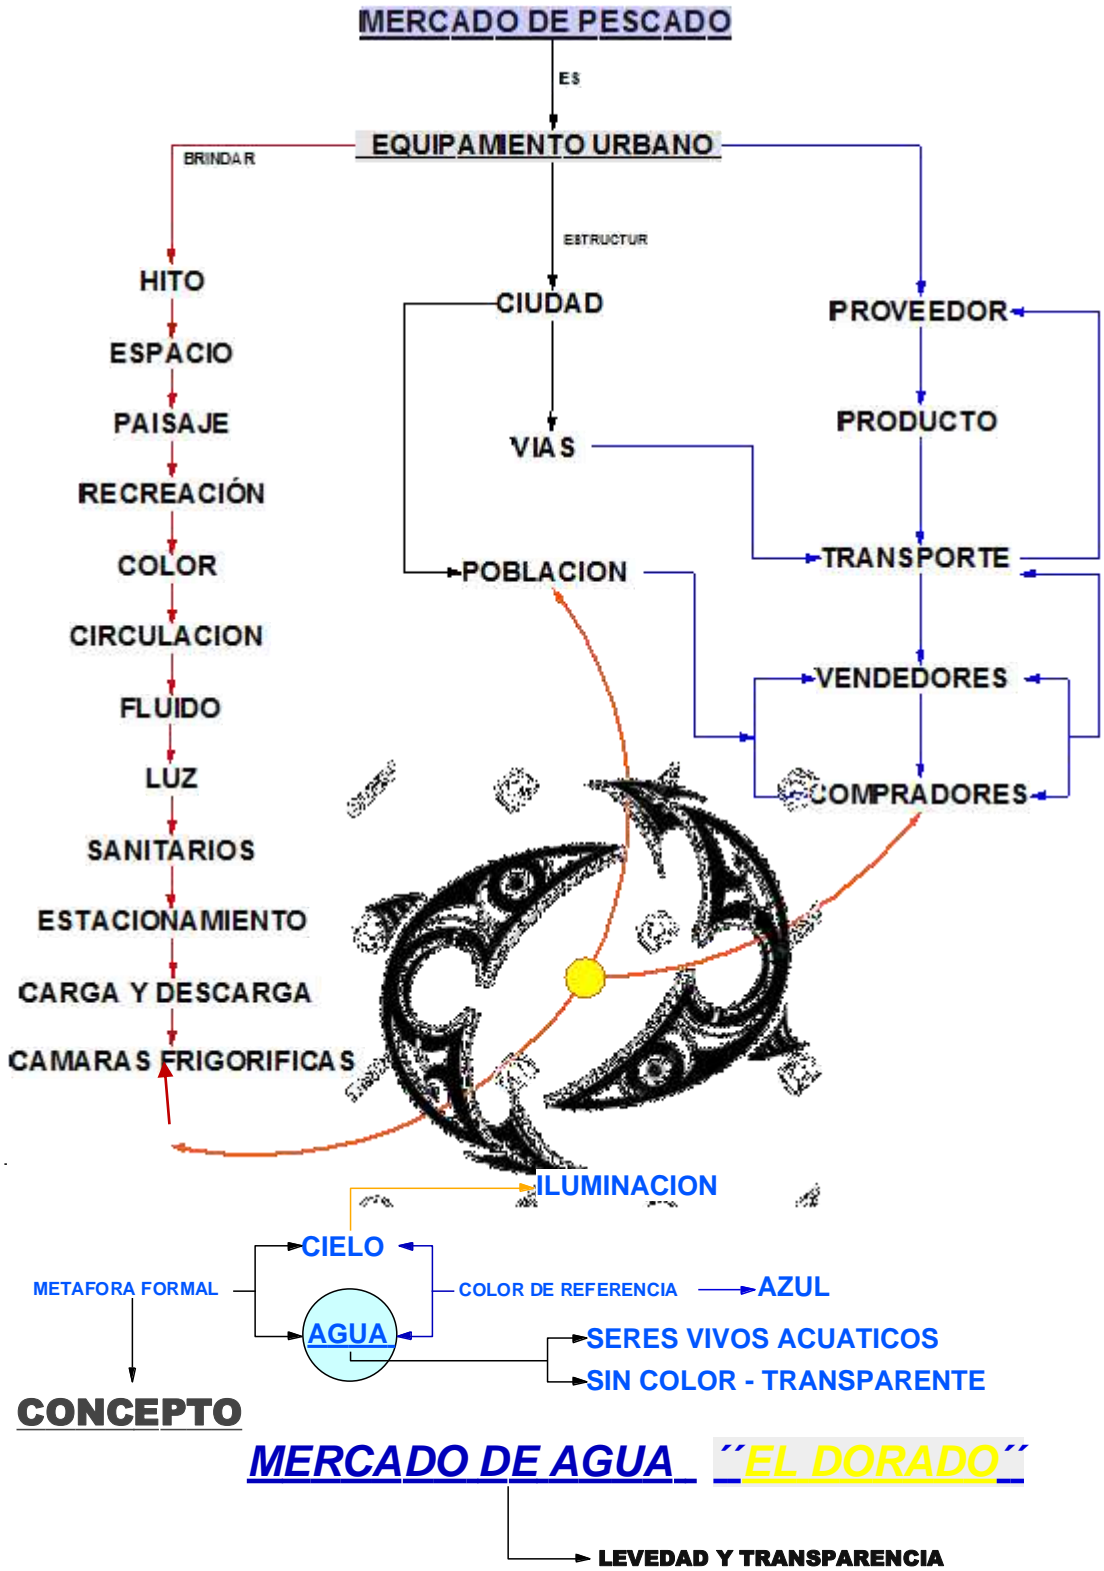 MERCADO DE PESCADO
ES
EQUIPAMIENTO URBANO
BRINDAR
ESTRUCTUR
HITO
ESPACIO
PAISAJE
RECREACIÓN
COLOR
CIRCULACION
FLUIDO
LUZ
SANITARIOS
ESTACIONAMIENTO
CARGA Y DESCARGA
CAMARAS FRIGORIFICAS
CIUDAD
VIAS
POBLACION
PROVEEDOR
PRODUCTO
TRANSPORTE
VENDEDORES
COMPRADORES
ILUMINACION
CIELO
METAFORA FORMAL
COLOR DE REFERENCIA
AZUL
AGUA
SERES VIVOS ACUATICOS
SIN COLOR - TRANSPARENTE
CONCEPTO
MERCADO DE AGUA ´´EL DORADO´´
LEVEDAD Y TRANSPARENCIA